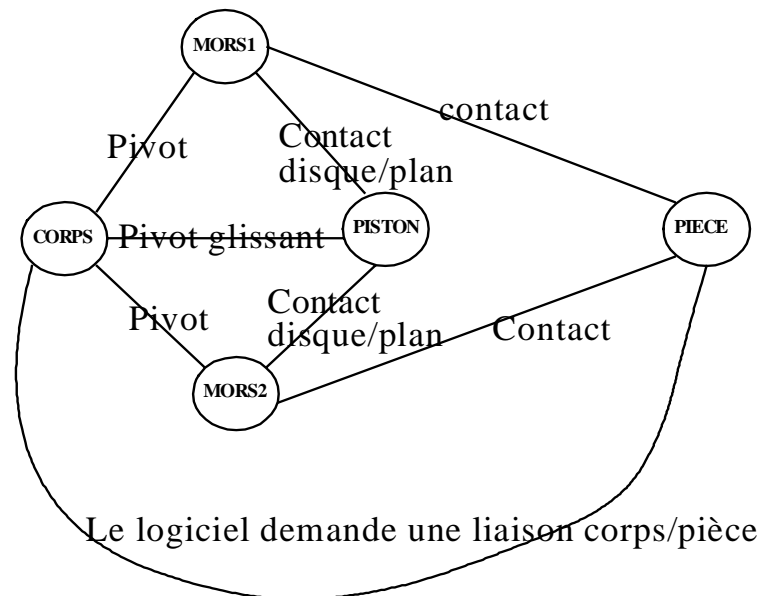 MORS1
contact
Contact
disque/plan
Pivot
CORPS
Pivot glissant
PISTON
PIECE
Contact
disque/plan
Pivot
Contact
MORS2
Le logiciel demande une liaison corps/pièce